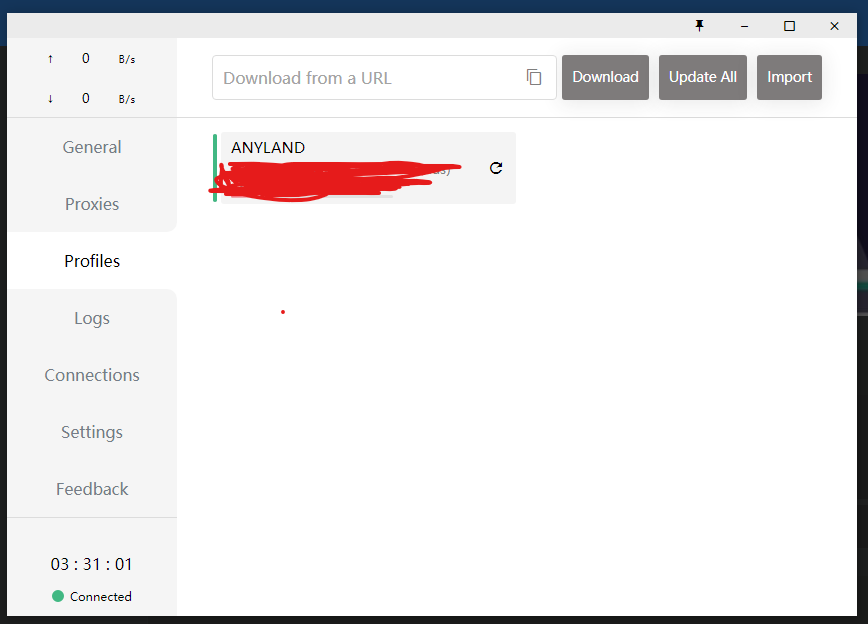 ↑ 0 B/s
↓ 0 B/s
Download from a URL
Download
Update All
Import
General
Proxies
Profiles
Logs
Connections
Settings
Feedback
ANYLAND
03 : 31 : 01
Connected